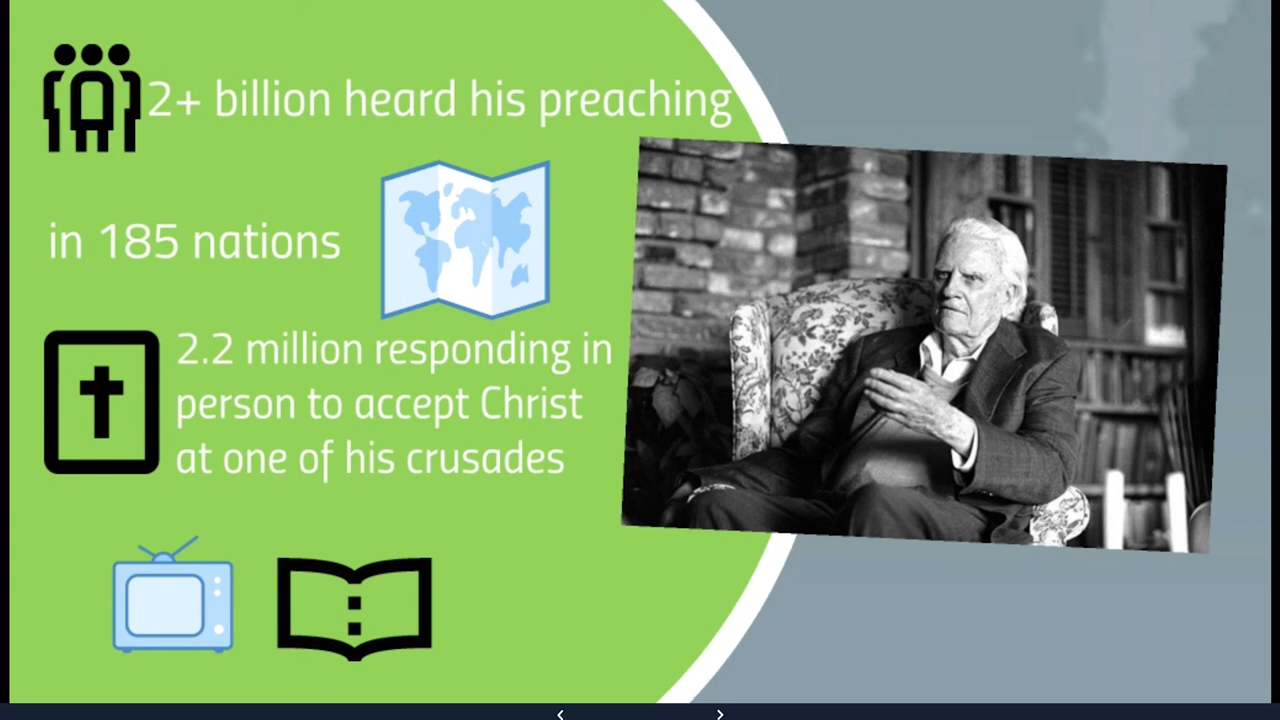 2+ billion heard his preaching
in 185 nations
2.2 million responding in
person to accept Christ
at one of his crusades